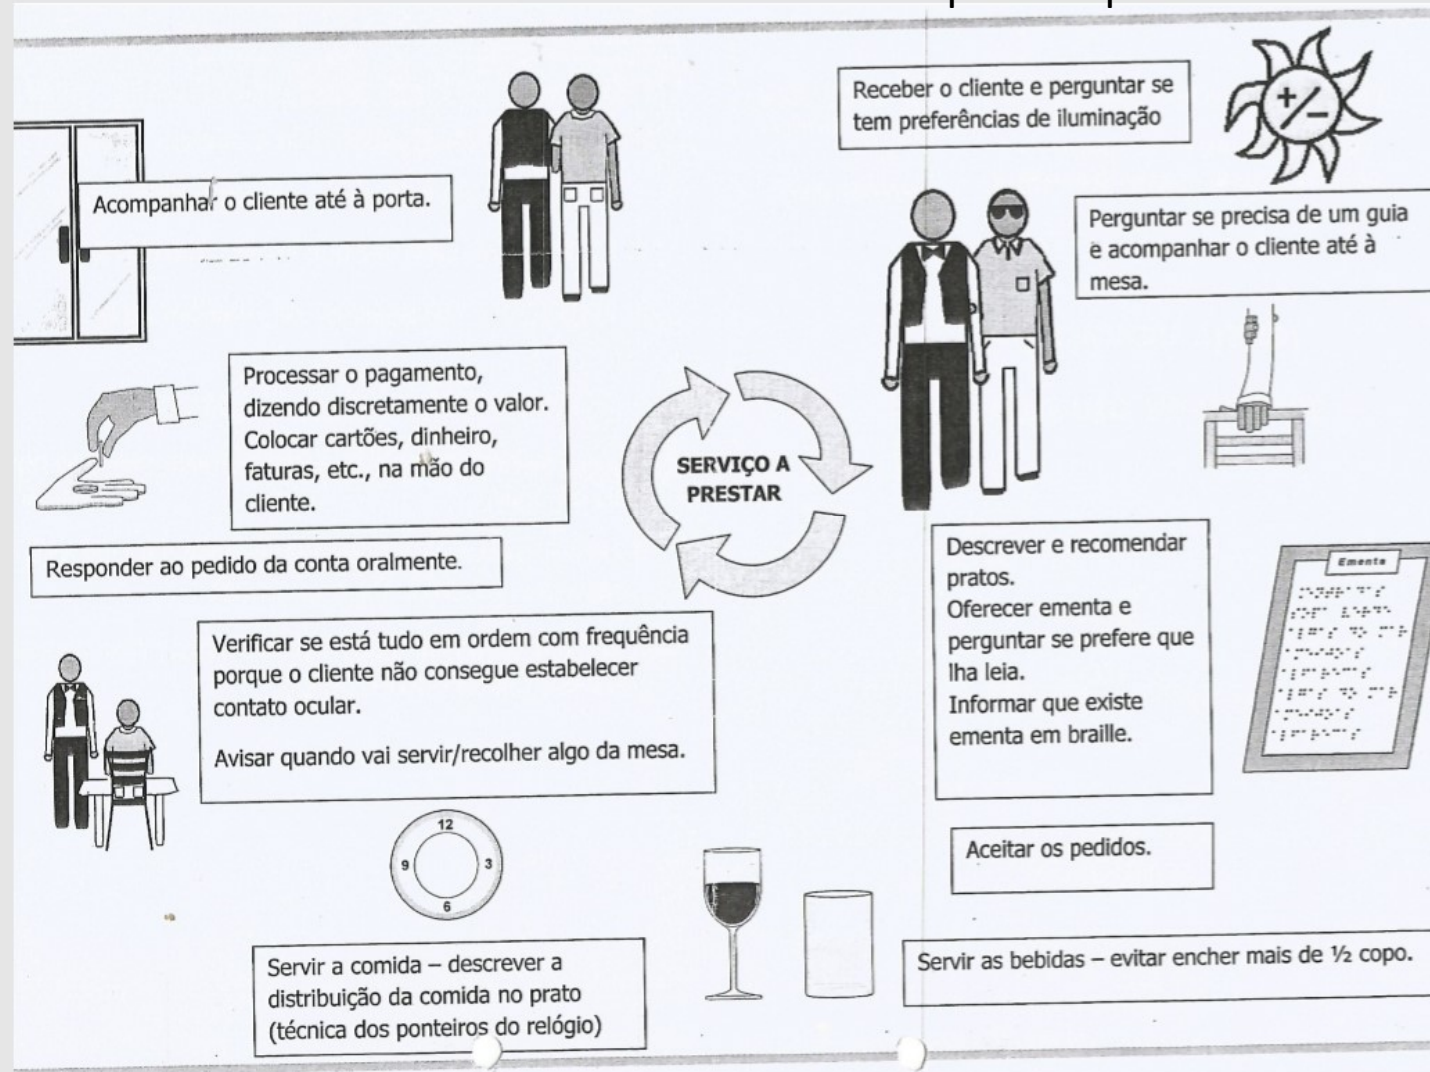 Receber o cliente e perguntar se
tem preferências de iluminação
+/-
Perguntar se precisa de um guia
e acompanhar o cliente até à
mesa.
SERVIÇO A
PRESTAR
Descrever e recomendar
pratos.
Oferecer ementa e
perguntar se prefere que
lha leia.
Informar que existe
ementa em braille.
Ementa
Aceitar os pedidos.
Servir as bebidas – evitar encher mais de ½ copo.
Servir a comida – descrever a
distribuição da comida no prato
(técnica dos ponteiros do relógio)
12
9 3
6
Verificar se está tudo em ordem com frequência
porque o cliente não consegue estabelecer
contato ocular.
Avisar quando vai servir/recolher algo da mesa.
Responder ao pedido da conta oralmente.
Processar o pagamento,
dizendo discretamente o valor.
Colocar cartões, dinheiro,
faturas, etc., na mão do
cliente.
Acompanhar o cliente até à porta.